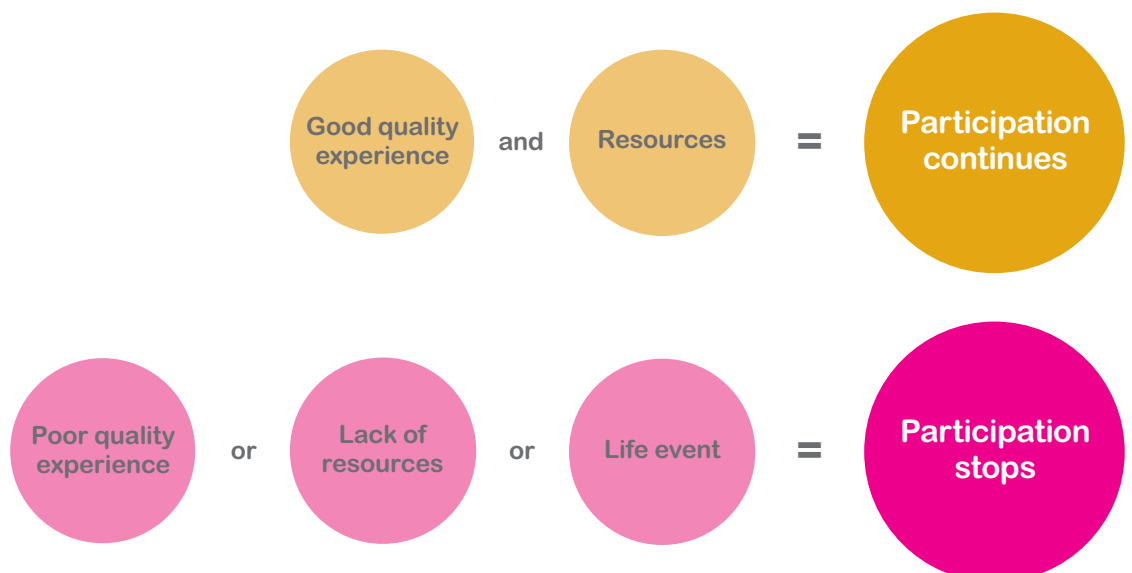 Good quality
experience
and
Resources
=
Participation
continues
Poor quality
experience
or
Lack of
resources
or
Life event
=
Participation
stops